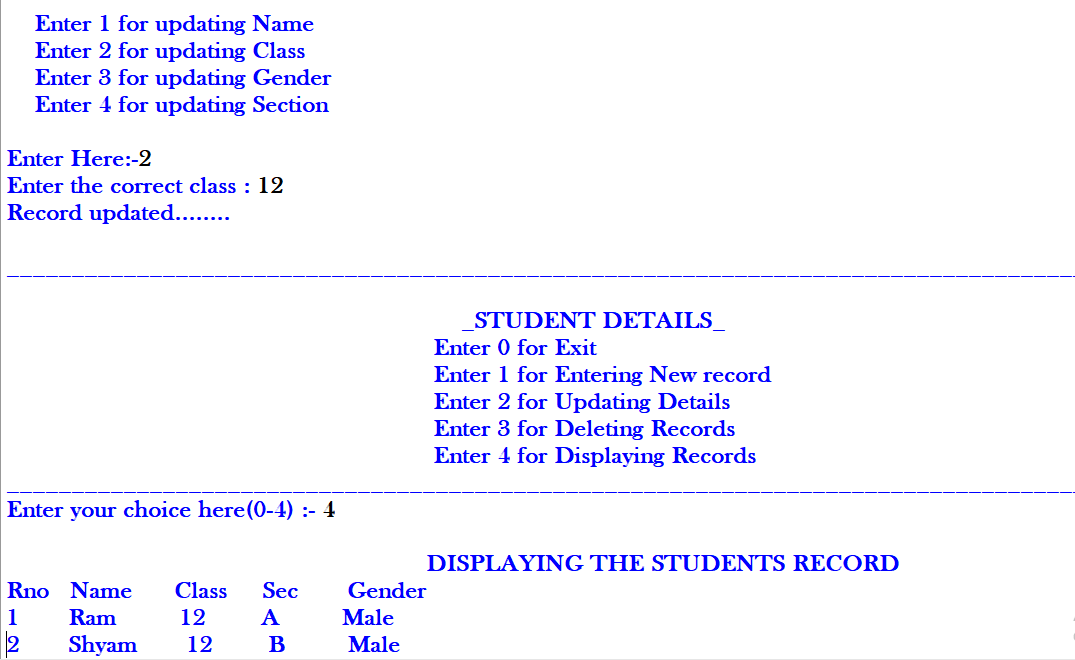 Enter 1 for updating Name
Enter 2 for updating Class
Enter 3 for updating Gender
Enter 4 for updating Section
Enter Here:-2
Enter the correct class : 12
Record updated........
_STUDENT DETAILS_
Enter 0 for Exit
Enter 1 for Entering New record
Enter 2 for Updating Details
Enter 3 for Deleting Records
Enter 4 for Displaying Records
Enter your choice here(0-4) :- 4
DISPLAYING THE STUDENTS RECORD
Rno Name Class Sec Gender
1 Ram 12 A Male
2 Shyam 12 B Male